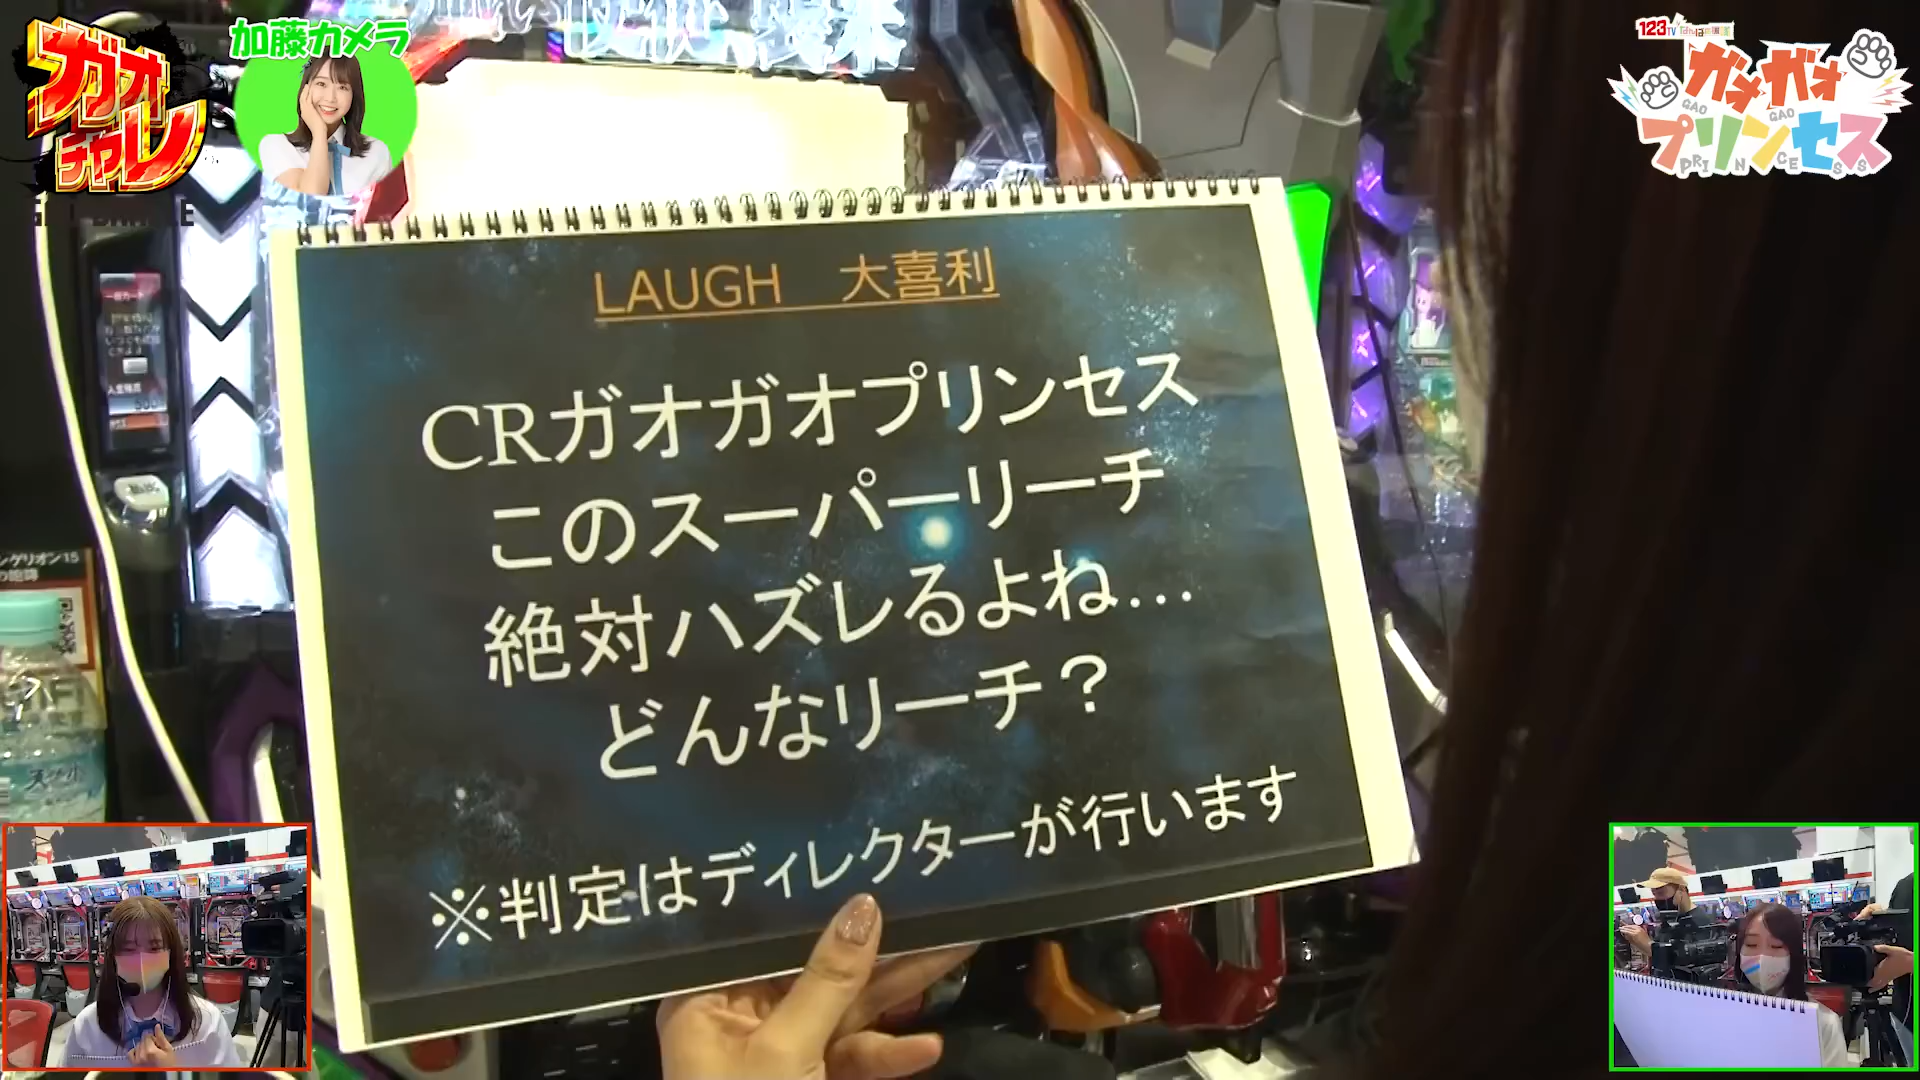 ガオ
チャレ
加藤カメラ
123
ガオガオ
GAO GAO
プリンセス
PRINCESS
LAUGH 大喜利
CRガオガオプリンセス
このスーパーリーチ
絶対ハズレるよね…
どんなリーチ？
※判定はディレクターが行います